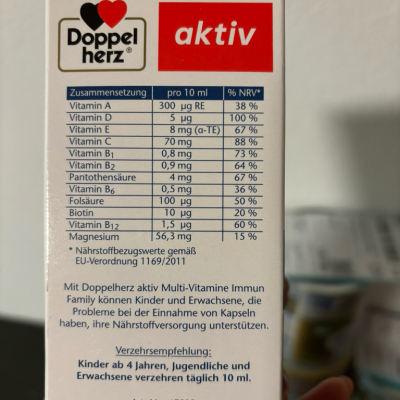 Doppel
herz®
aktiv
Zusammensetzung pro 10 ml % NRV*
Vitamin A 300 µg RE 38 %
Vitamin D 5 µg 100 %
Vitamin E 8 mg (α-TE) 67 %
Vitamin C 70 mg 88 %
Vitamin B1 0,8 mg 73 %
Vitamin B2 0,9 mg 64 %
Pantothensäure 4 mg 67 %
Vitamin B6 0,5 mg 36 %
Folsäure 100 µg 50 %
Biotin 10 µg 20 %
Vitamin B12 1,5 µg 60 %
Magnesium 56,3 mg 15 %
* Nährstoffbezugswerte gemäß
EU-Verordnung 1169/2011
Mit Doppelherz aktiv Multi-Vitamine Immun
Family können Kinder und Erwachsene, die
Probleme bei der Einnahme von Kapseln
haben, ihre Nährstoffversorgung unterstützen.
Verzehrsempfehlung:
Kinder ab 4 Jahren, Jugendliche und
Erwachsene verzehren täglich 10 ml.